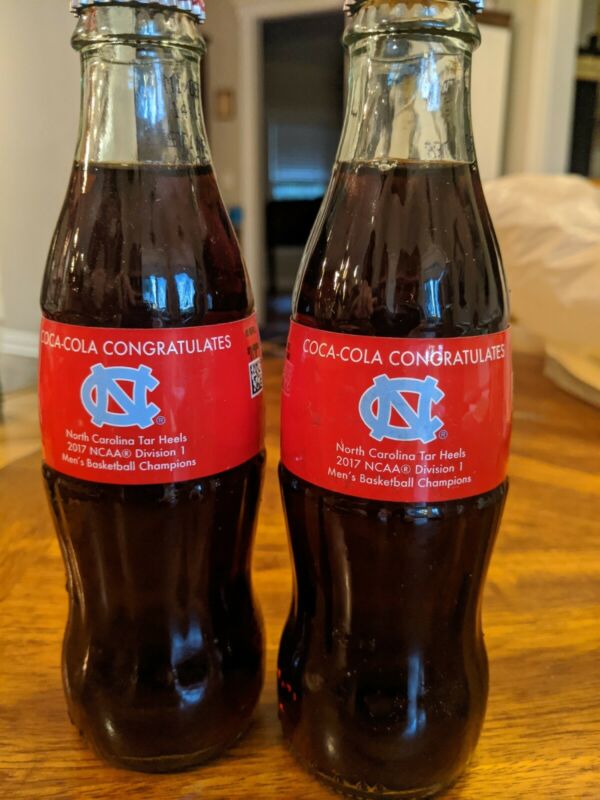 COCA-COLA CONGRATULATES
NC®
North Carolina Tar Heels
2017 NCAA® Division 1
Men's Basketball Champions
COCA-COLA CONGRATULATES
NC®
North Carolina Tar Heels
2017 NCAA® Division 1
Men's Basketball Champions